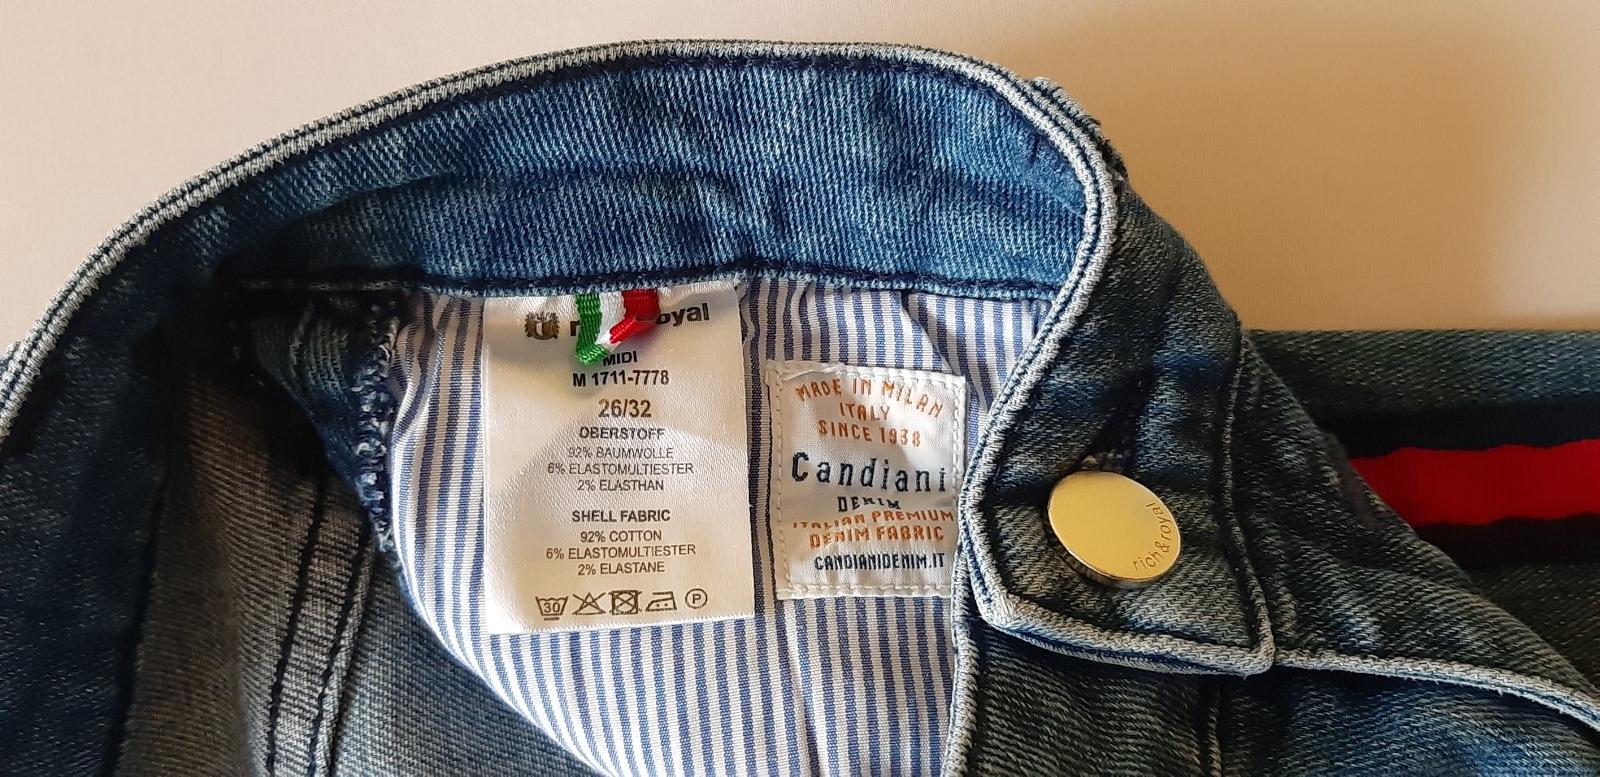 MIDI
M 1711-7778
26/32
OBERSTOFF
92% BAUMWOLLE
6% ELASTOMULTIESTER
2% ELASTHAN
SHELL FABRIC
92% COTTON
6% ELASTOMULTIESTER
2% ELASTANE
30
P
MADE IN MILAN
ITALY
SINCE 1938
Candiani
DENIM
ITALIAN PREMIUM
DENIM FABRIC
CANDIANIDENIM.IT
rich&royal